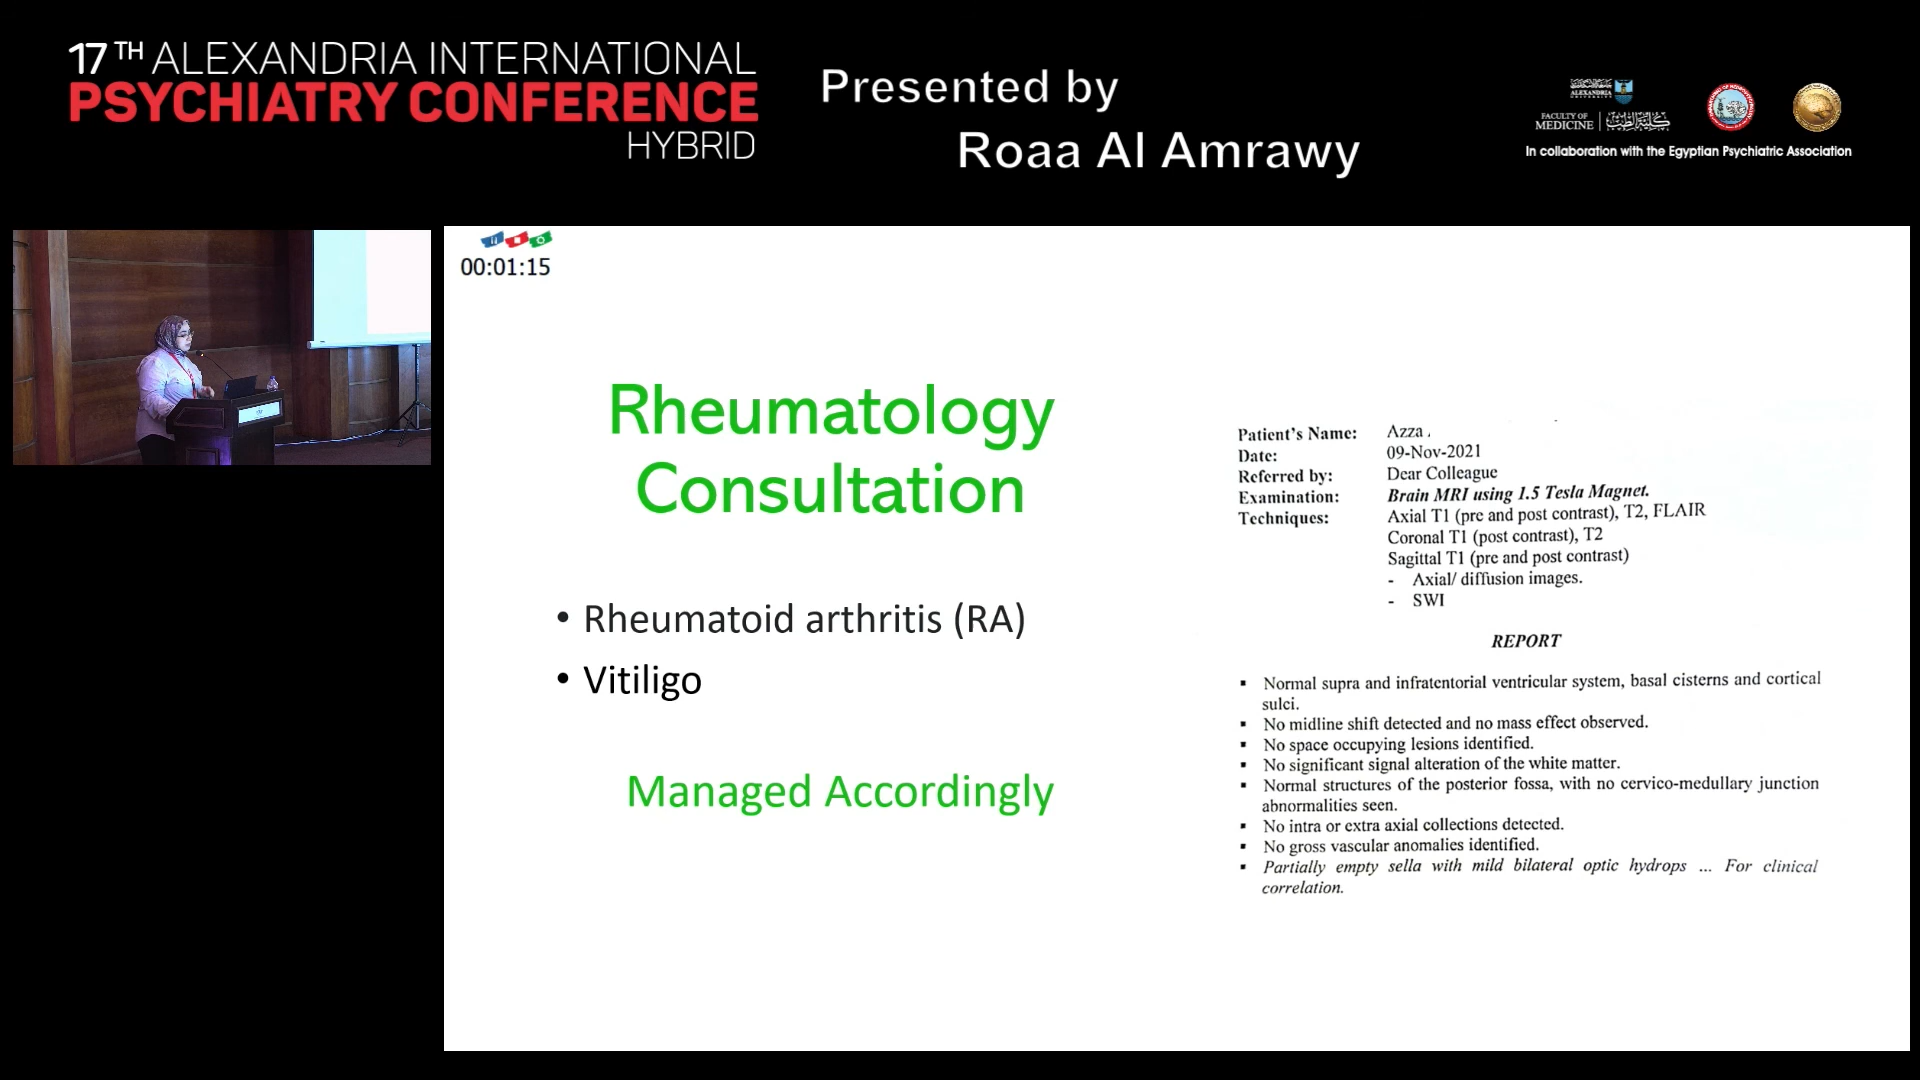 17TH ALEXANDRIA INTERNATIONAL
PSYCHIATRY CONFERENCE
HYBRID
Presented by
Roaa Al Amrawy
ALEXANDRIA
FACULTY OF
MEDICINE
كلية الطب
In collaboration with the Egyptian Psychiatric Association
00:01:15
Rheumatology
Consultation
• Rheumatoid arthritis (RA)
• Vitiligo
Managed Accordingly
Patient's Name: Azza
Date: 09-Nov-2021
Referred by: Dear Colleague
Examination: Brain MRI using 1.5 Tesla Magnet.
Techniques: Axial T1 (pre and post contrast), T2, FLAIR
Coronal T1 (post contrast), T2
Sagittal T1 (pre and post contrast)
- Axial/ diffusion images.
- SWI
REPORT
▪ Normal supra and infratentorial ventricular system, basal cisterns and cortical
sulci.
▪ No midline shift detected and no mass effect observed.
▪ No space occupying lesions identified.
▪ No significant signal alteration of the white matter.
▪ Normal structures of the posterior fossa, with no cervico-medullary junction
abnormalities seen.
▪ No intra or extra axial collections detected.
▪ No gross vascular anomalies identified.
▪ Partially empty sella with mild bilateral optic hydrops ... For clinical
correlation.